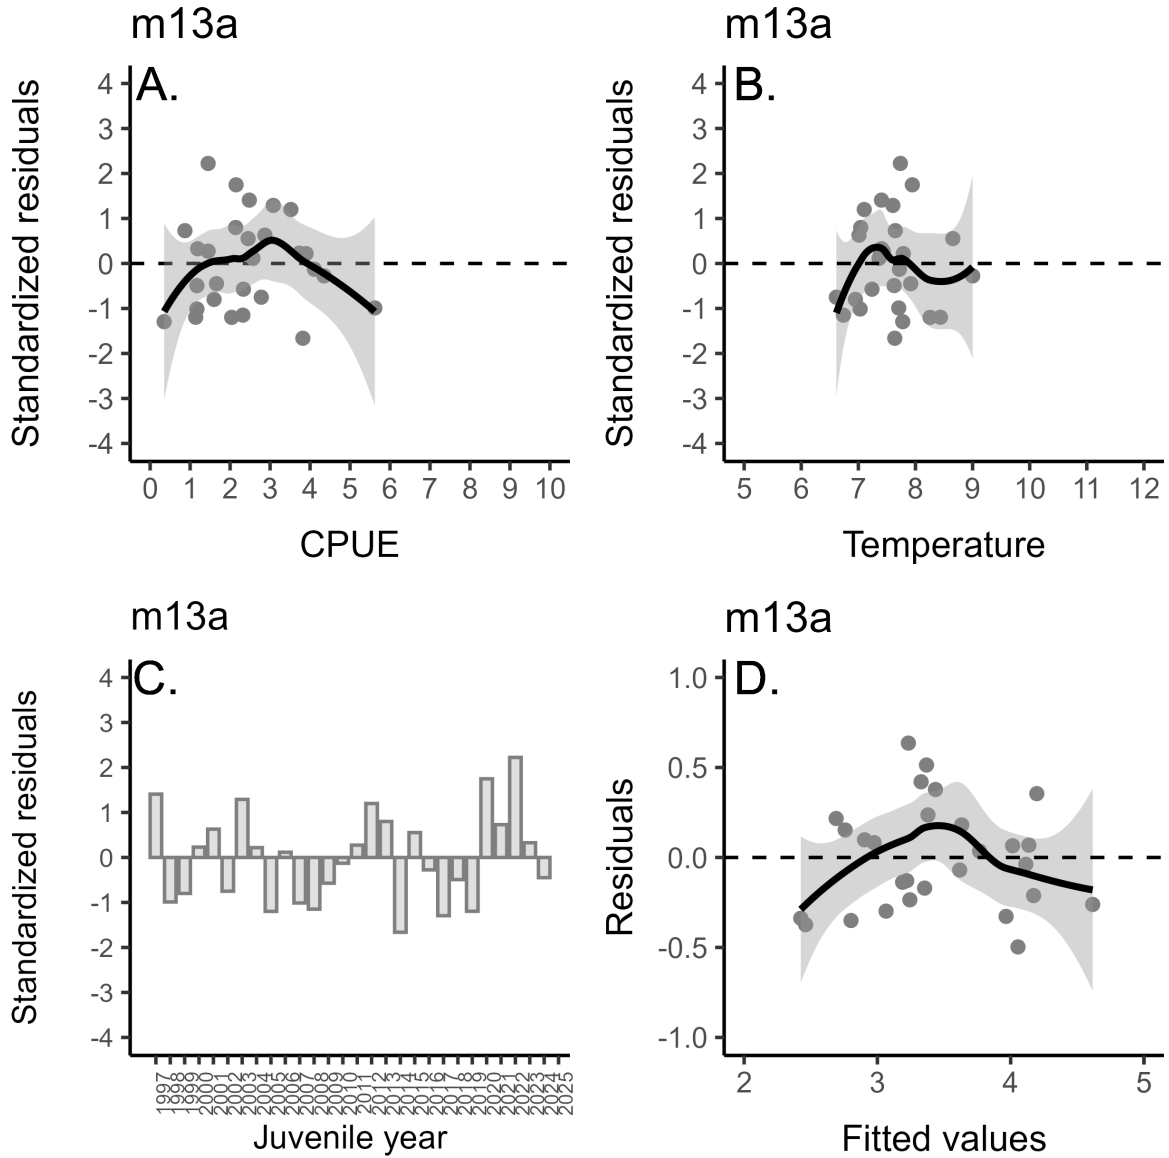 m13a
A.
Standardized residuals
4
3
2
1
0
-1
-2
-3
-4
0 1 2 3 4 5 6 7 8 9 10
CPUE
m13a
B.
Standardized residuals
4
3
2
1
0
-1
-2
-3
-4
5 6 7 8 9 10 11 12
Temperature
m13a
C.
Standardized residuals
4
3
2
1
0
-1
-2
-3
-4
1997 1998 1999 2000 2001 2002 2003 2004 2005 2006 2007 2008 2009 2010 2011 2012 2013 2014 2015 2016 2017 2018 2019 2020 2021 2022 2023 2024 2025
Juvenile year
m13a
D.
Residuals
1.0
0.5
0.0
-0.5
-1.0
2 3 4 5
Fitted values